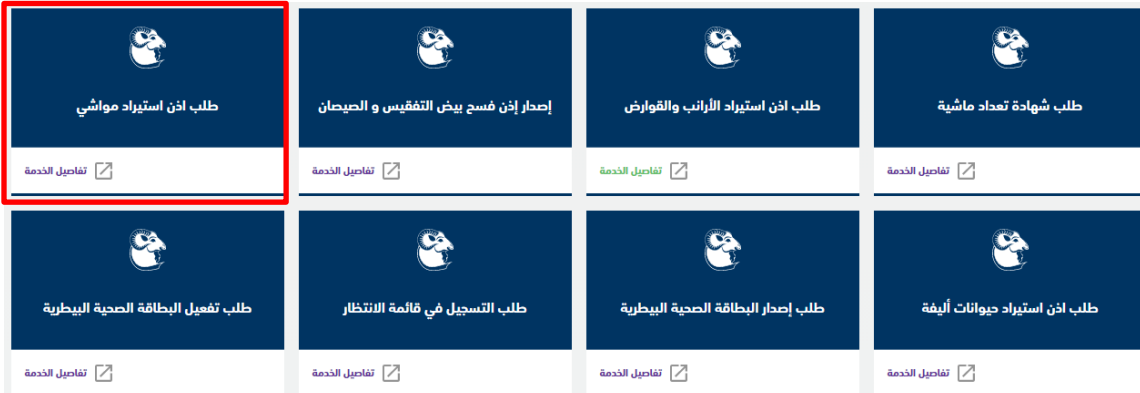 طلب شهادة تعداد ماشية
تفاصيل الخدمة
طلب اذن استيراد الأرانب والقوارض
تفاصيل الخدمة
إصدار إذن فسح بيض التفقيس و الصيصان
تفاصيل الخدمة
طلب اذن استيراد مواشي
تفاصيل الخدمة
طلب اذن استيراد حيوانات أليفة
تفاصيل الخدمة
طلب إصدار البطاقة الصحية البيطرية
تفاصيل الخدمة
طلب التسجيل في قائمة الانتظار
تفاصيل الخدمة
طلب تفعيل البطاقة الصحية البيطرية
تفاصيل الخدمة